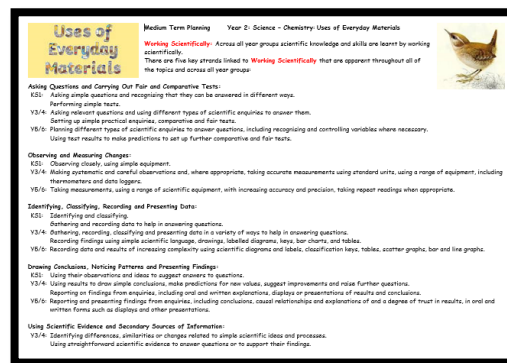 Uses of
Everyday
Materials
Medium Term Planning Year 2: Science – Chemistry: Uses of Everyday Materials
Working Scientifically: Across all year groups scientific knowledge and skills are learnt by working
scientifically.
There are five key strands linked to Working Scientifically that are apparent throughout all of
the topics and across all year groups:
Asking Questions and Carrying Out Fair and Comparative Tests:
KS1: Asking simple questions and recognising that they can be answered in different ways.
Performing simple tests.
Y3/4: Asking relevant questions and using different types of scientific enquiries to answer them.
Setting up simple practical enquiries, comparative and fair tests.
Y5/6: Planning different types of scientific enquiries to answer questions, including recognising and controlling variables where necessary.
Using test results to make predictions to set up further comparative and fair tests.
Observing and Measuring Changes:
KS1: Observing closely, using simple equipment.
Y3/4: Making systematic and careful observations and, where appropriate, taking accurate measurements using standard units, using a range of equipment, including
thermometers and data loggers.
Y5/6: Taking measurements, using a range of scientific equipment, with increasing accuracy and precision, taking repeat readings when appropriate.
Identifying, Classifying, Recording and Presenting Data:
KS1: Identifying and classifying.
Gathering and recording data to help in answering questions.
Y3/4: Gathering, recording, classifying and presenting data in a variety of ways to help in answering questions.
Recording findings using simple scientific language, drawings, labelled diagrams, keys, bar charts, and tables.
Y5/6: Recording data and results of increasing complexity using scientific diagrams and labels, classification keys, tables, scatter graphs, bar and line graphs.
Drawing Conclusions, Noticing Patterns and Presenting Findings:
KS1: Using their observations and ideas to suggest answers to questions.
Y3/4: Using results to draw simple conclusions, make predictions for new values, suggest improvements and raise further questions.
Reporting on findings from enquiries, including oral and written explanations, displays or presentations of results and conclusions.
Y5/6: Reporting and presenting findings from enquiries, including conclusions, causal relationships and explanations of and a degree of trust in results, in oral and
written forms such as displays and other presentations.
Using Scientific Evidence and Secondary Sources of Information:
Y3/4: Identifying differences, similarities or changes related to simple scientific ideas and processes.
Using straightforward scientific evidence to answer questions or to support their findings.